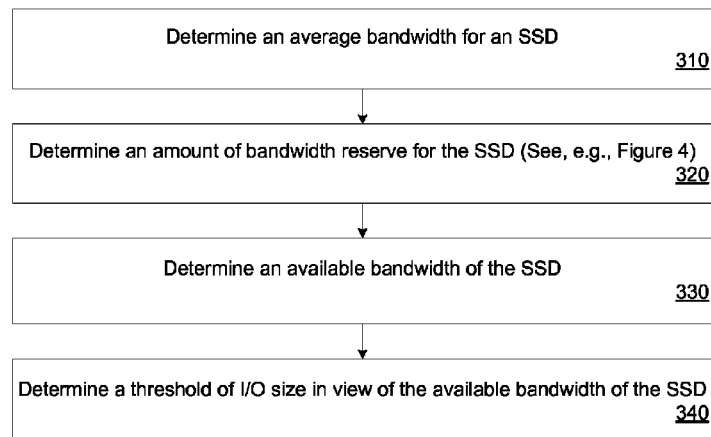 Determine an average bandwidth for an SSD
310
Determine an amount of bandwidth reserve for the SSD (See, e.g., Figure 4)
320
Determine an available bandwidth of the SSD
330
Determine a threshold of I/O size in view of the available bandwidth of the SSD
340